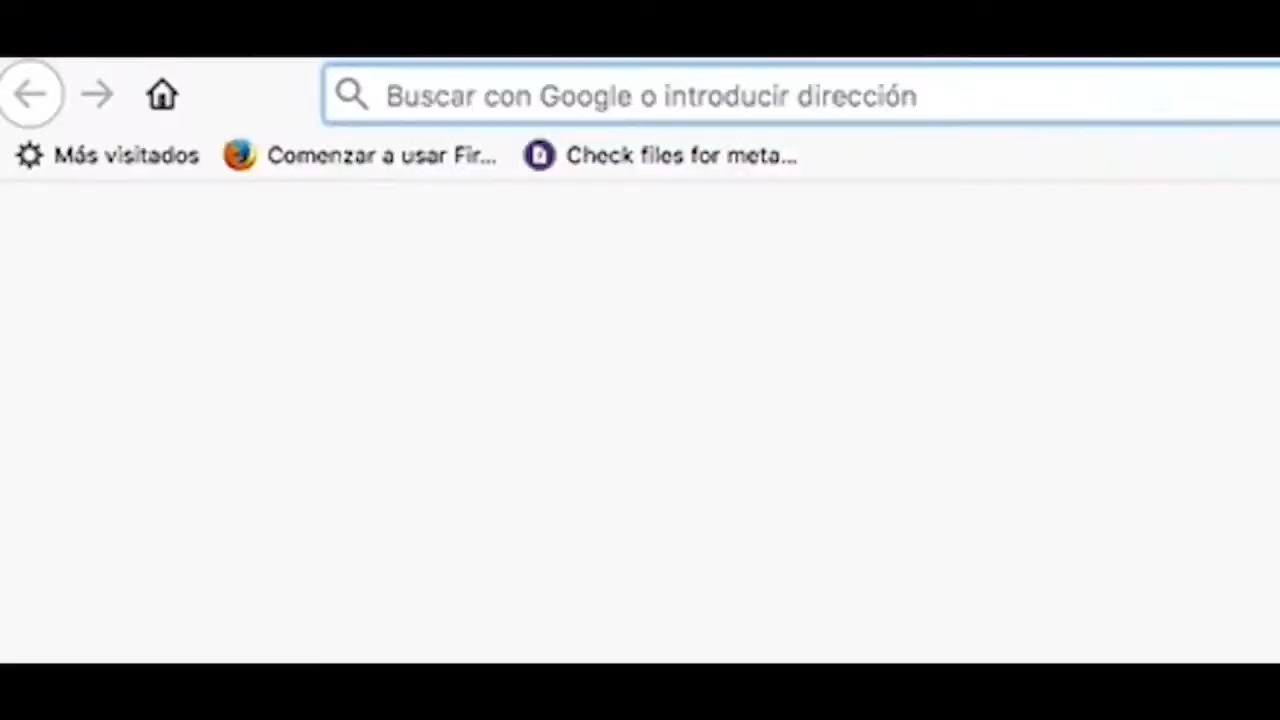 Buscar con Google o introducir dirección
Más visitados Comenzar a usar Fir... Check files for meta...